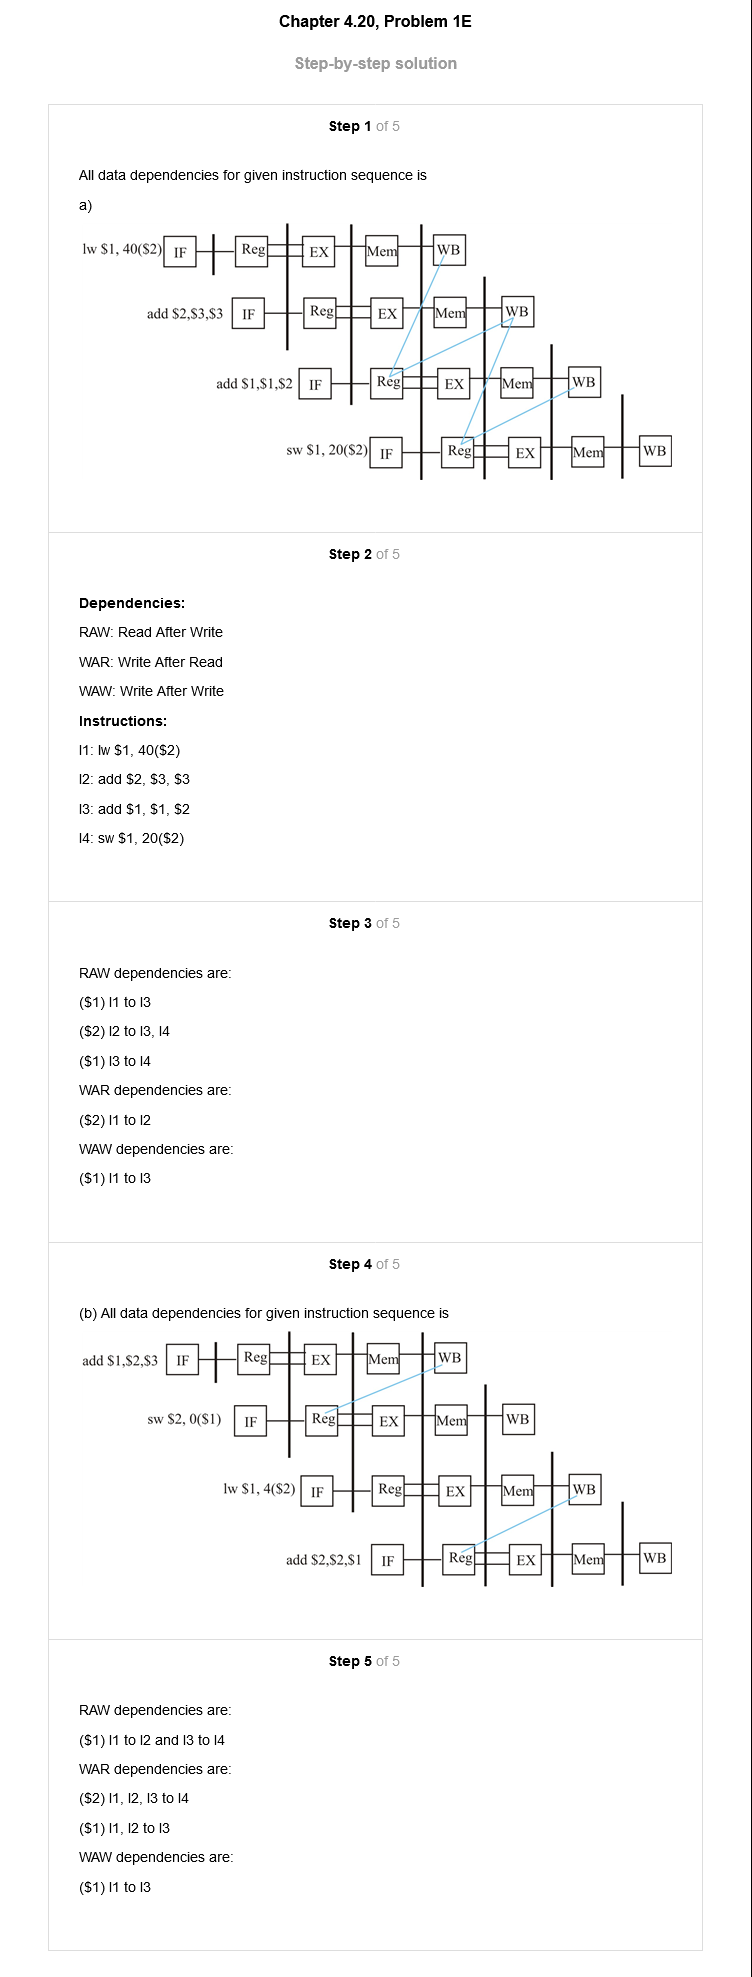 Chapter 4.20, Problem 1E
Step-by-step solution
Step 1 of 5
All data dependencies for given instruction sequence is
a)
lw $1, 40($2) IF Reg EX Mem WB
add $2,$3,$3 IF Reg EX Mem WB
add $1,$1,$2 IF Reg EX Mem WB
sw $1, 20($2) IF Reg EX Mem WB
Step 2 of 5
Dependencies:
RAW: Read After Write
WAR: Write After Read
WAW: Write After Write
Instructions:
I1: lw $1, 40($2)
I2: add $2, $3, $3
I3: add $1, $1, $2
I4: sw $1, 20($2)
Step 3 of 5
RAW dependencies are:
($1) I1 to I3
($2) I2 to I3, I4
($1) I3 to I4
WAR dependencies are:
($2) I1 to I2
WAW dependencies are:
($1) I1 to I3
Step 4 of 5
(b) All data dependencies for given instruction sequence is
add $1,$2,$3 IF Reg EX Mem WB
sw $2, 0($1) IF Reg EX Mem WB
lw $1, 4($2) IF Reg EX Mem WB
add $2,$2,$1 IF Reg EX Mem WB
Step 5 of 5
RAW dependencies are:
($1) I1 to I2 and I3 to I4
WAR dependencies are:
($2) I1, I2, I3 to I4
($1) I1, I2 to I3
WAW dependencies are:
($1) I1 to I3